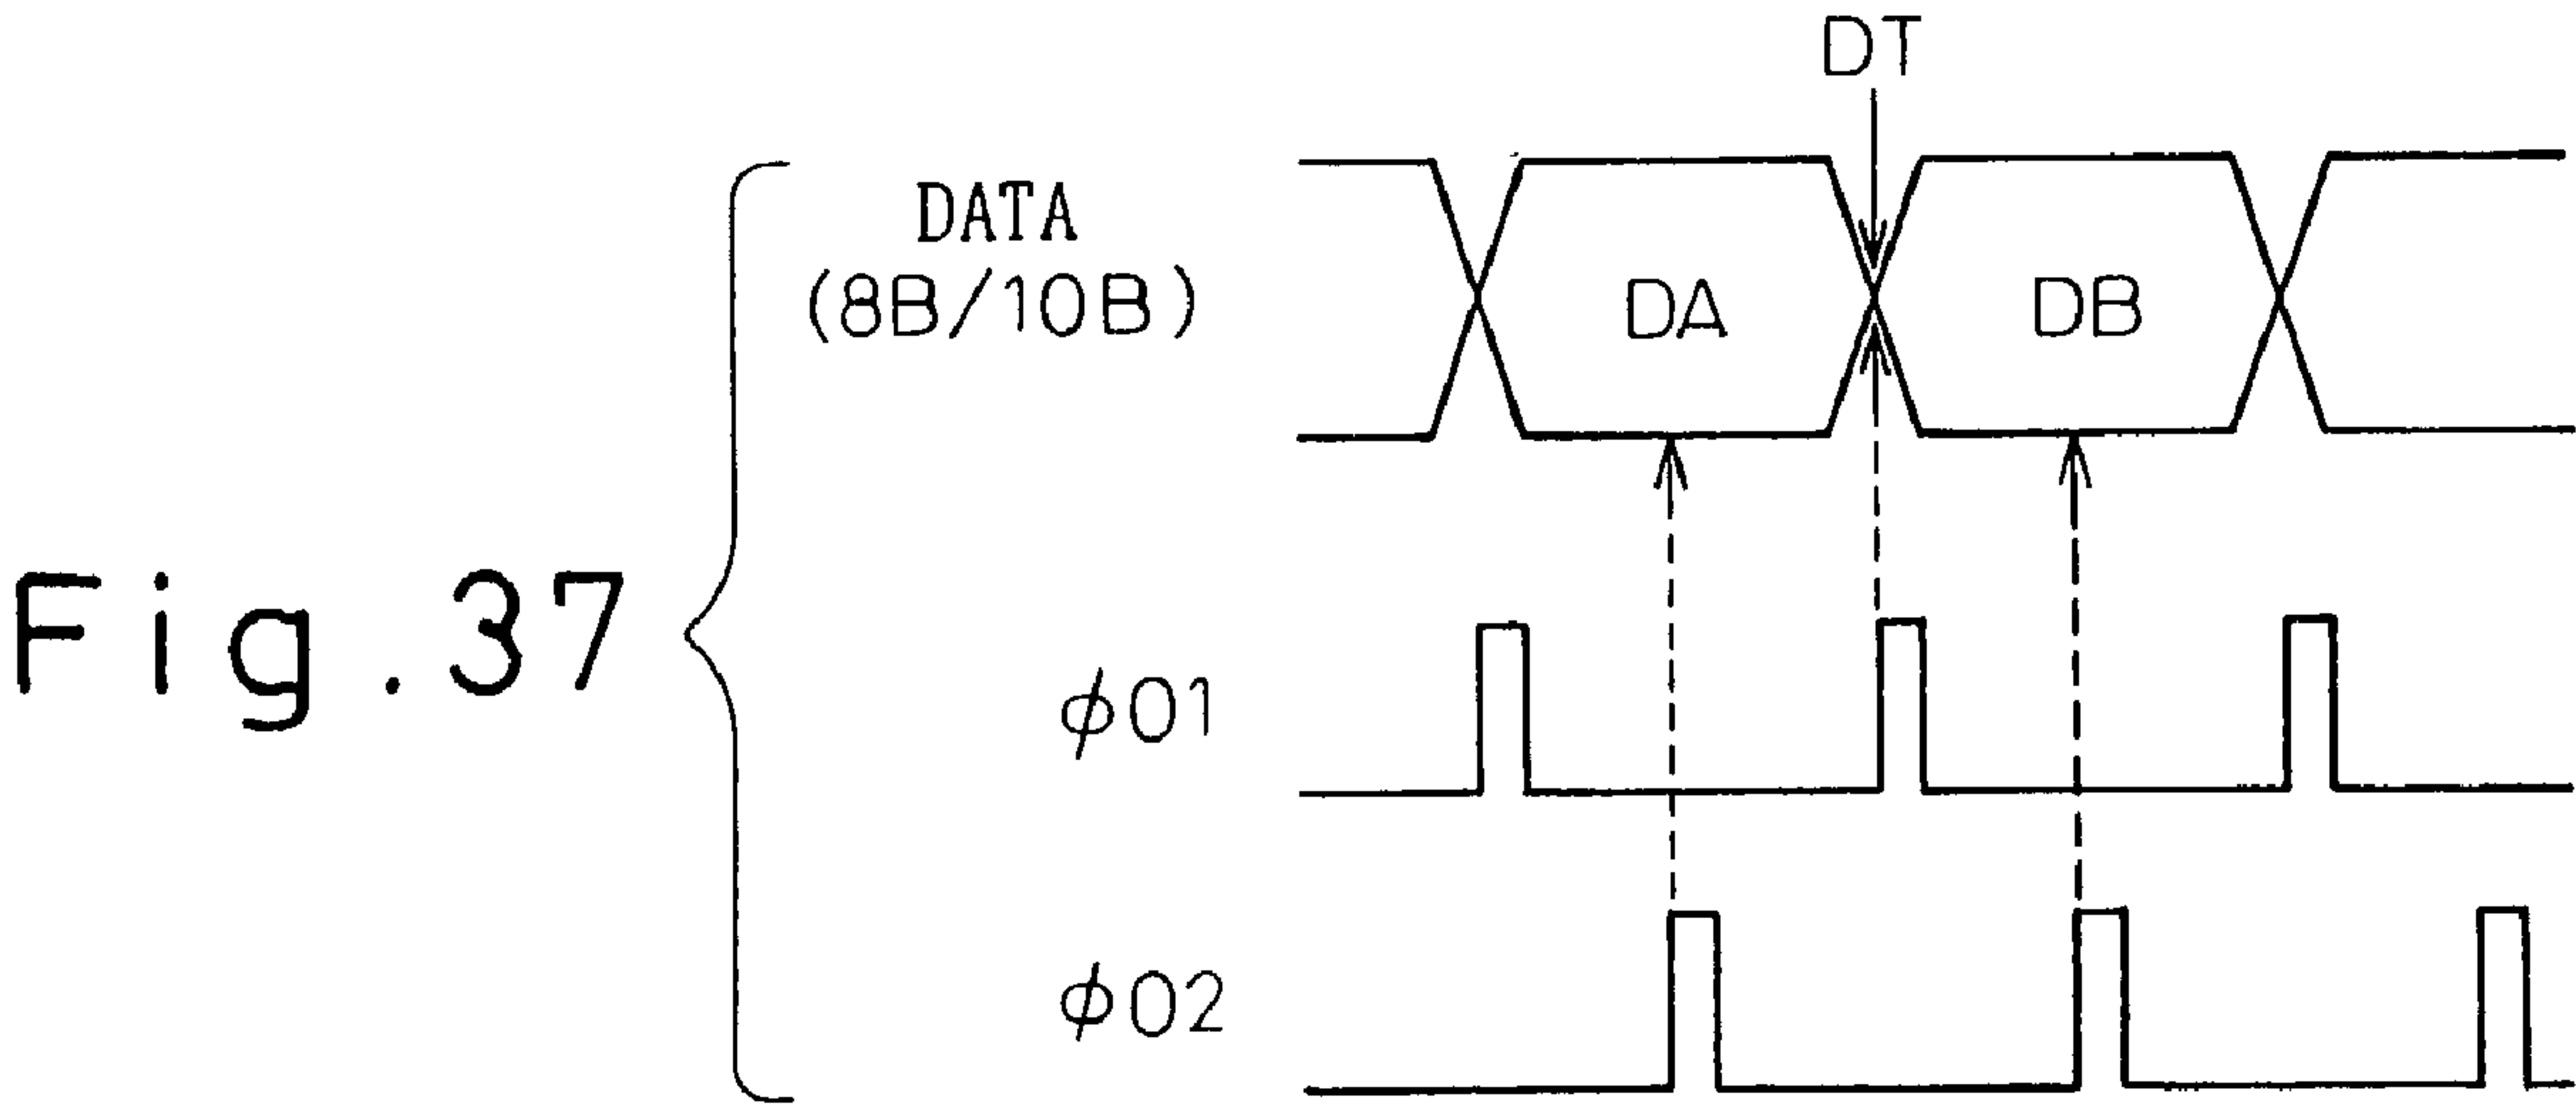 DT
DATA
(8B/10B)
DA
DB
Fig.37
φ01
φ02